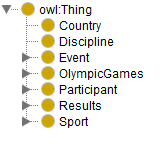 owl:Thing
Country
Discipline
Event
OlympicGames
Participant
Results
Sport